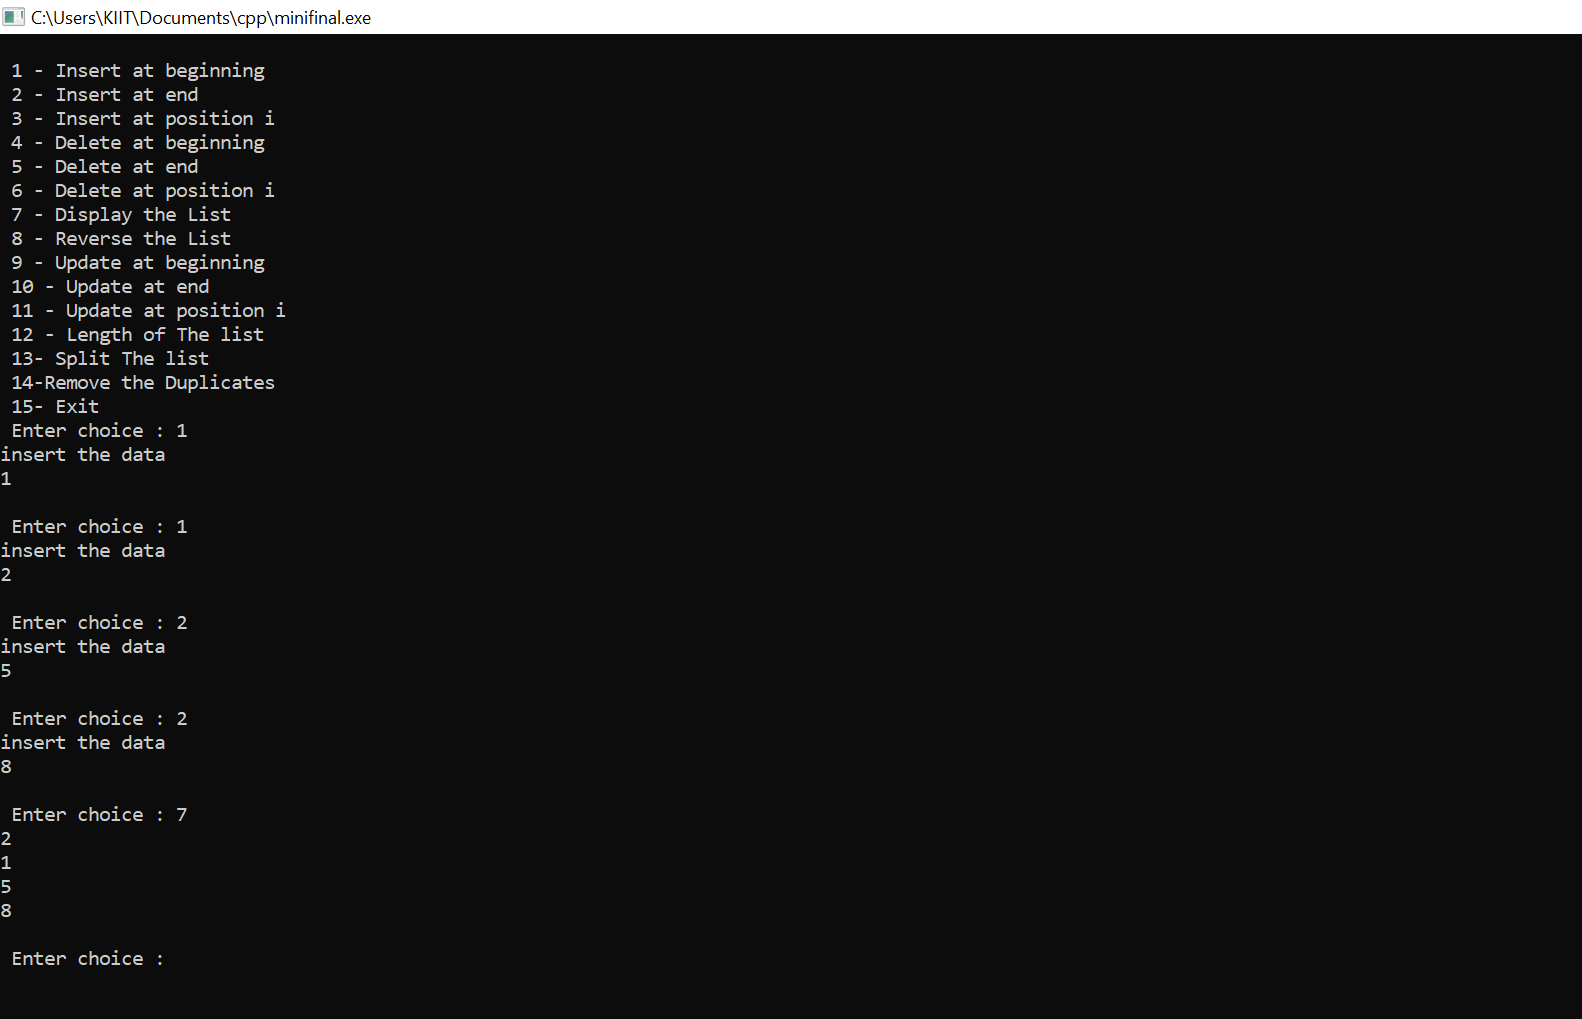 C:\Users\KIIT\Documents\cpp\minifinal.exe
1 - Insert at beginning
2 - Insert at end
3 - Insert at position i
4 - Delete at beginning
5 - Delete at end
6 - Delete at position i
7 - Display the List
8 - Reverse the List
9 - Update at beginning
10 - Update at end
11 - Update at position i
12 - Length of The list
13- Split The list
14-Remove the Duplicates
15- Exit
Enter choice : 1
insert the data
1
Enter choice : 1
insert the data
2
Enter choice : 2
insert the data
5
Enter choice : 2
insert the data
8
Enter choice : 7
2
1
5
8
Enter choice :